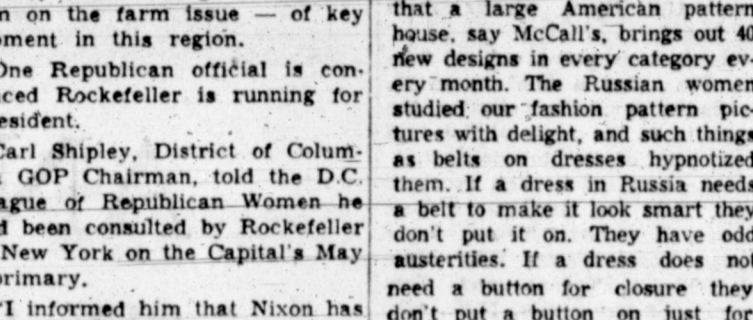 n on the farm issue — of key
oment in this region.
One Republican official is con-
ced Rockefeller is running for
esident.
Carl Shipley, District of Colum-
GOP Chairman, told the D.C.
ague of Republican Women he
d been consulted by Rockefeller
New York on the Capital's May
primary.
"I informed him that Nixon has
that a large American pattern
house, say McCall's, brings out 40
new designs in every category ev-
ery month. The Russian women
studied our fashion pattern pic-
tures with delight, and such things
as belts on dresses hypnotized
them. If a dress in Russia needs
a belt to make it look smart they
don't put it on. They have odd
austerities. If a dress does not
need a button for closure they
don't put a button on just for